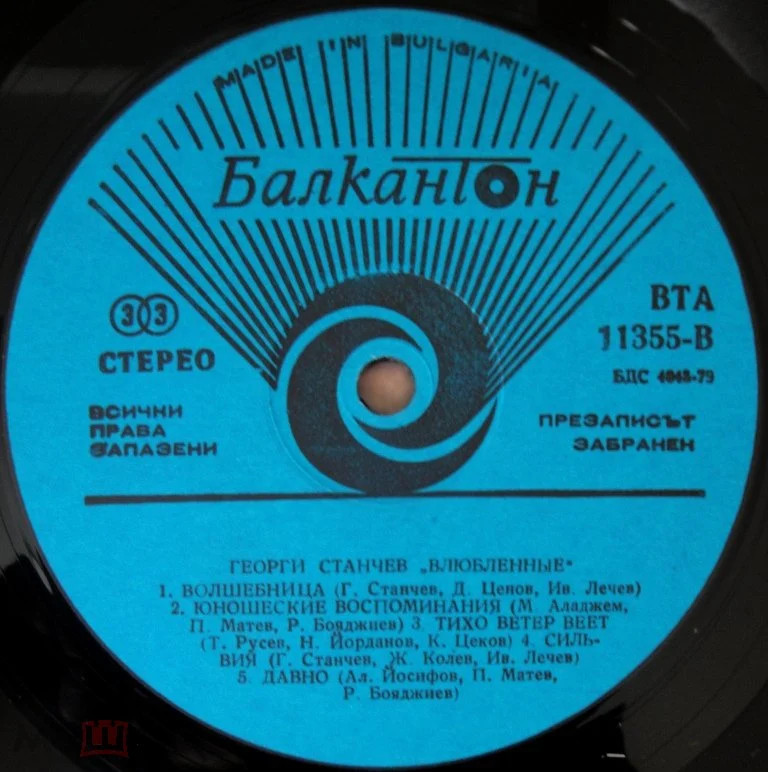 MADE IN BULGARIA
Балкантон
33
СТЕРЕО
ВТА
11355-В
БДС 4048-79
ВСИЧНИ
ПРАВА
ЗАПАЗЕНИ
ПРЕЗАПИСЪТ
ЗАБРАНЕН
ГЕОРГИ СТАНЧЕВ „ВЛЮБЛЕННЫЕ“
1. ВОЛШЕБНИЦА (Г. Станчев, Д. Ценов, Ив. Лечев)
2. ЮНОШЕСКИЕ ВОСПОМИНАНИЯ (М. Аладжем,
П. Матев, Р. Бояджиев) 3. ТИХО ВЕТЕР ВЕЕТ
(Т. Русев, Н. Йорданов, К. Цеков) 4. СИЛЬ-
ВИЯ (Г. Станчев, Ж. Колев, Ив. Лечев)
5. ДАВНО (Ал. Йосифов, П. Матев,
Р. Бояджиев)